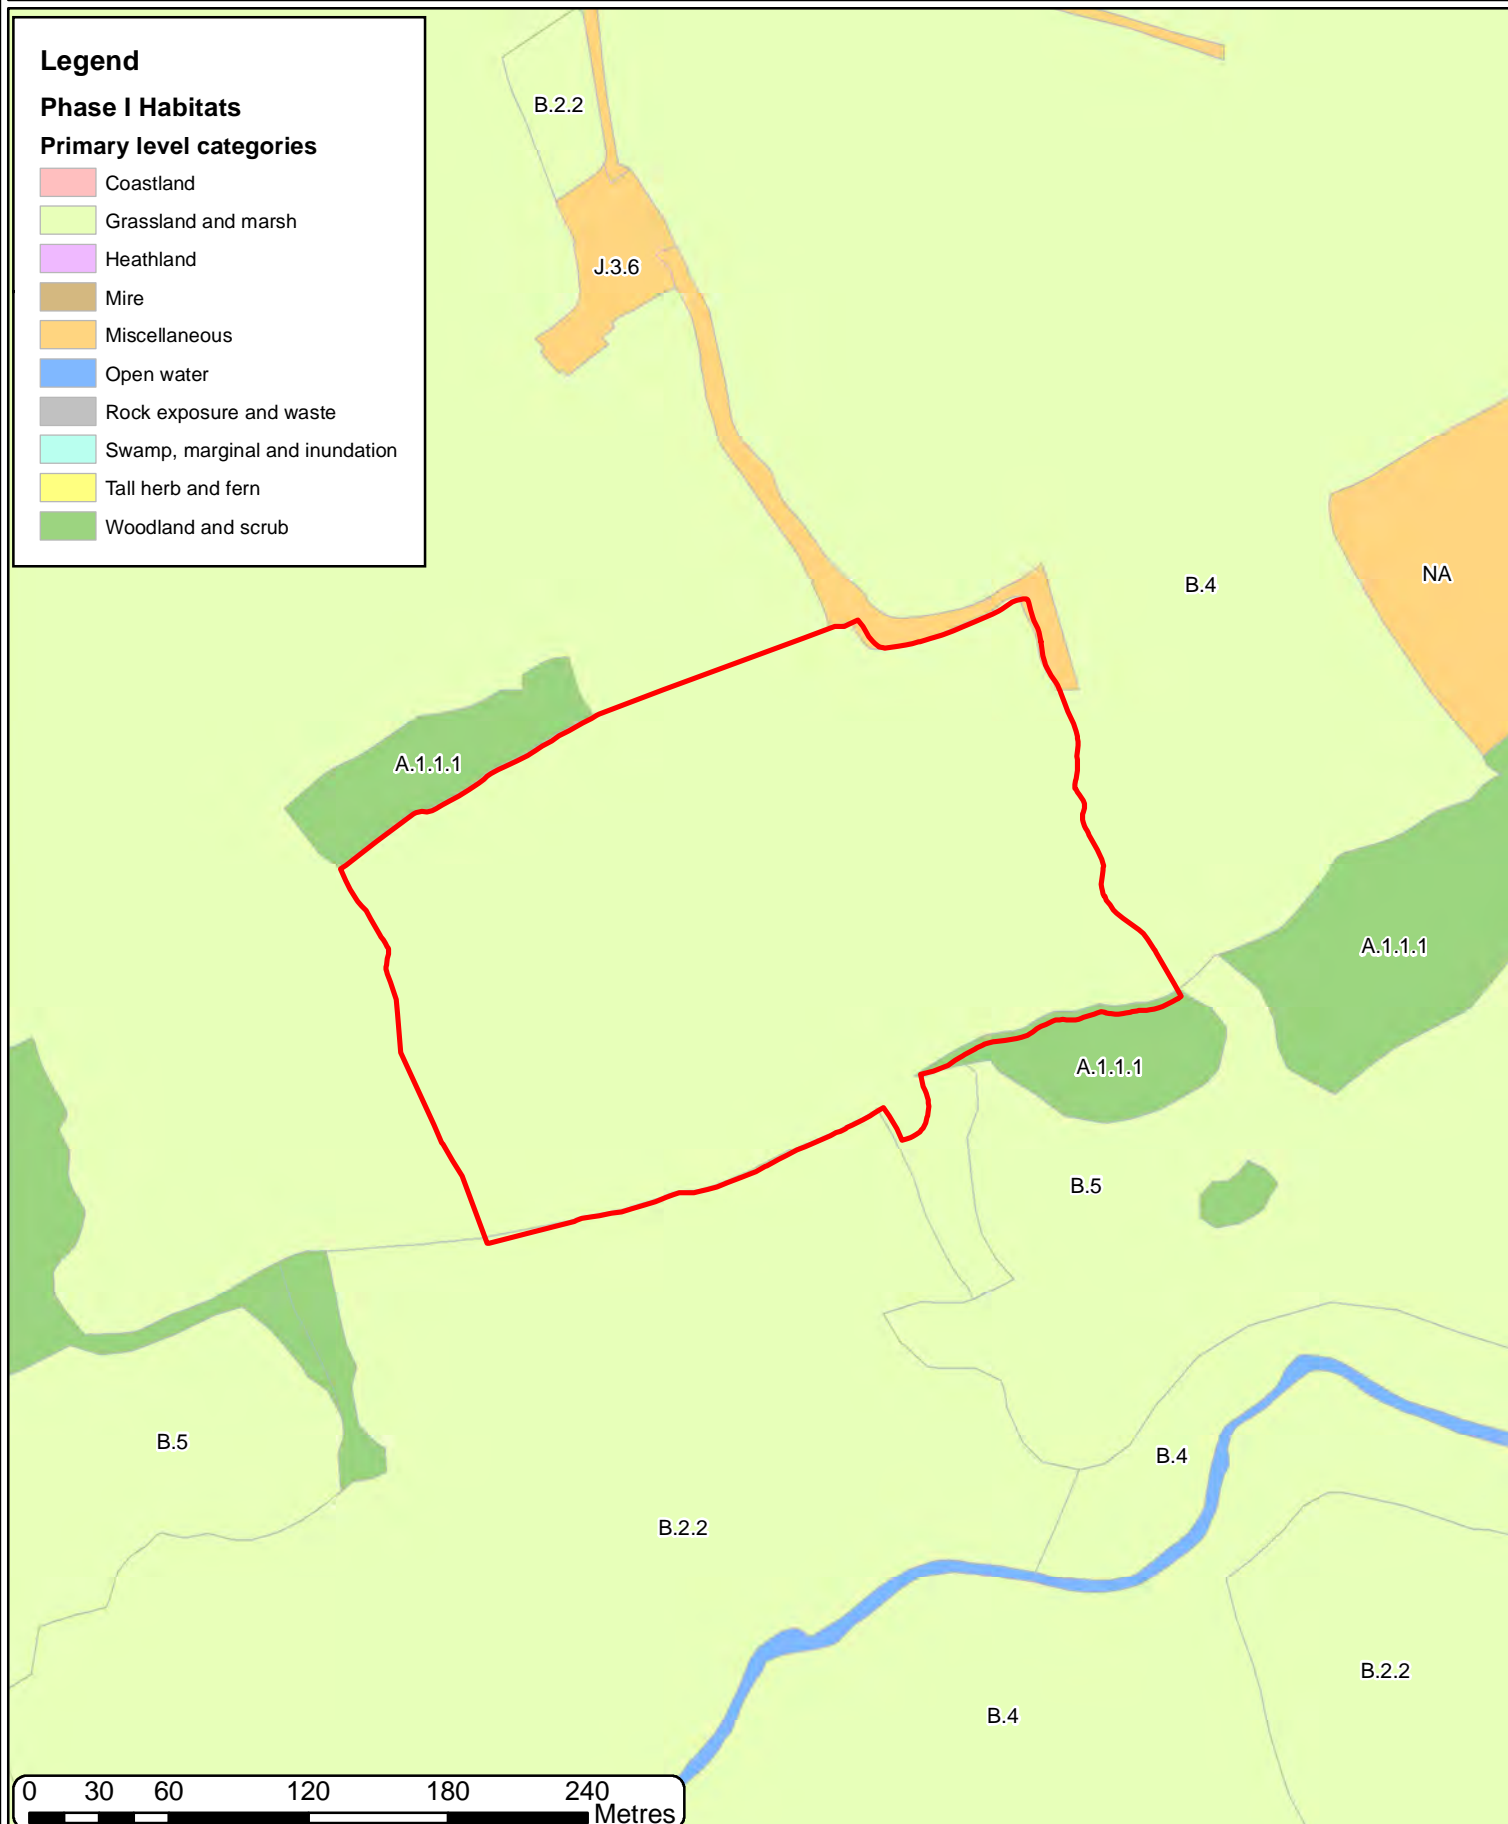 Legend
Phase I Habitats
Primary level categories
Coastland
Grassland and marsh
Heathland
Mire
Miscellaneous
Open water
Rock exposure and waste
Swamp, marginal and inundation
Tall herb and fern
Woodland and scrub
B.2.2
J.3.6
B.4
NA
A.1.1.1
A.1.1.1
A.1.1.1
B.5
B.5
B.4
B.2.2
B.2.2
B.4
0 30 60 120 180 240
Metres